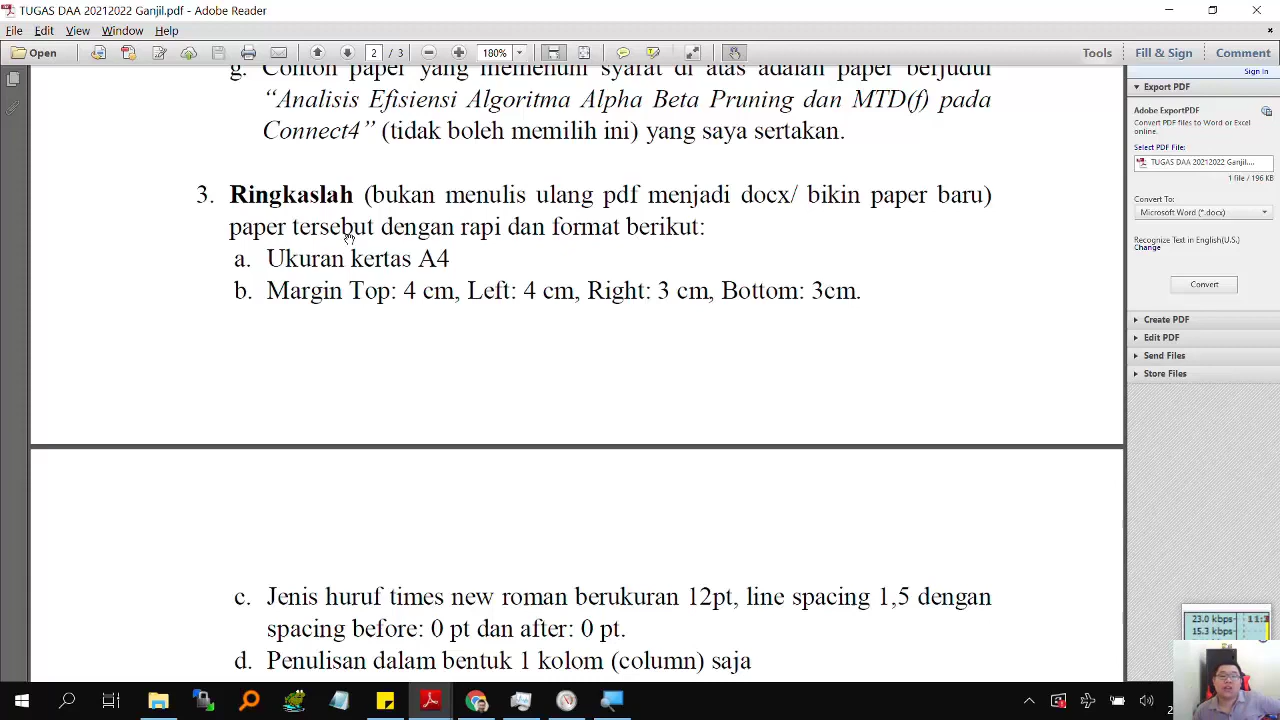 TUGAS DAA 20212022 Ganjil.pdf - Adobe Reader
File Edit View Window Help
Open 2 / 3 180% Tools Fill & Sign Comment
Sign In
g. Contoh paper yang memenuhi syarat di atas adalah paper berjudul
“Analisis Efisiensi Algoritma Alpha Beta Pruning dan MTD(f) pada
Connect4” (tidak boleh memilih ini) yang saya sertakan.
3. Ringkaslah (bukan menulis ulang pdf menjadi docx/ bikin paper baru)
paper tersebut dengan rapi dan format berikut:
a. Ukuran kertas A4
b. Margin Top: 4 cm, Left: 4 cm, Right: 3 cm, Bottom: 3cm.
c. Jenis huruf times new roman berukuran 12pt, line spacing 1,5 dengan
spacing before: 0 pt dan after: 0 pt.
d. Penulisan dalam bentuk 1 kolom (column) saja
Export PDF
Adobe ExportPDF
Convert PDF files to Word or Excel
online.
Select PDF File:
TUGAS DAA 20212022 Ganjil....
1 file / 196 KB
Convert To:
Microsoft Word (*.docx)
Recognize Text in English(U.S.)
Change
Convert
Create PDF
Edit PDF
Send Files
Store Files
23.0 kbps
15.3 kbps